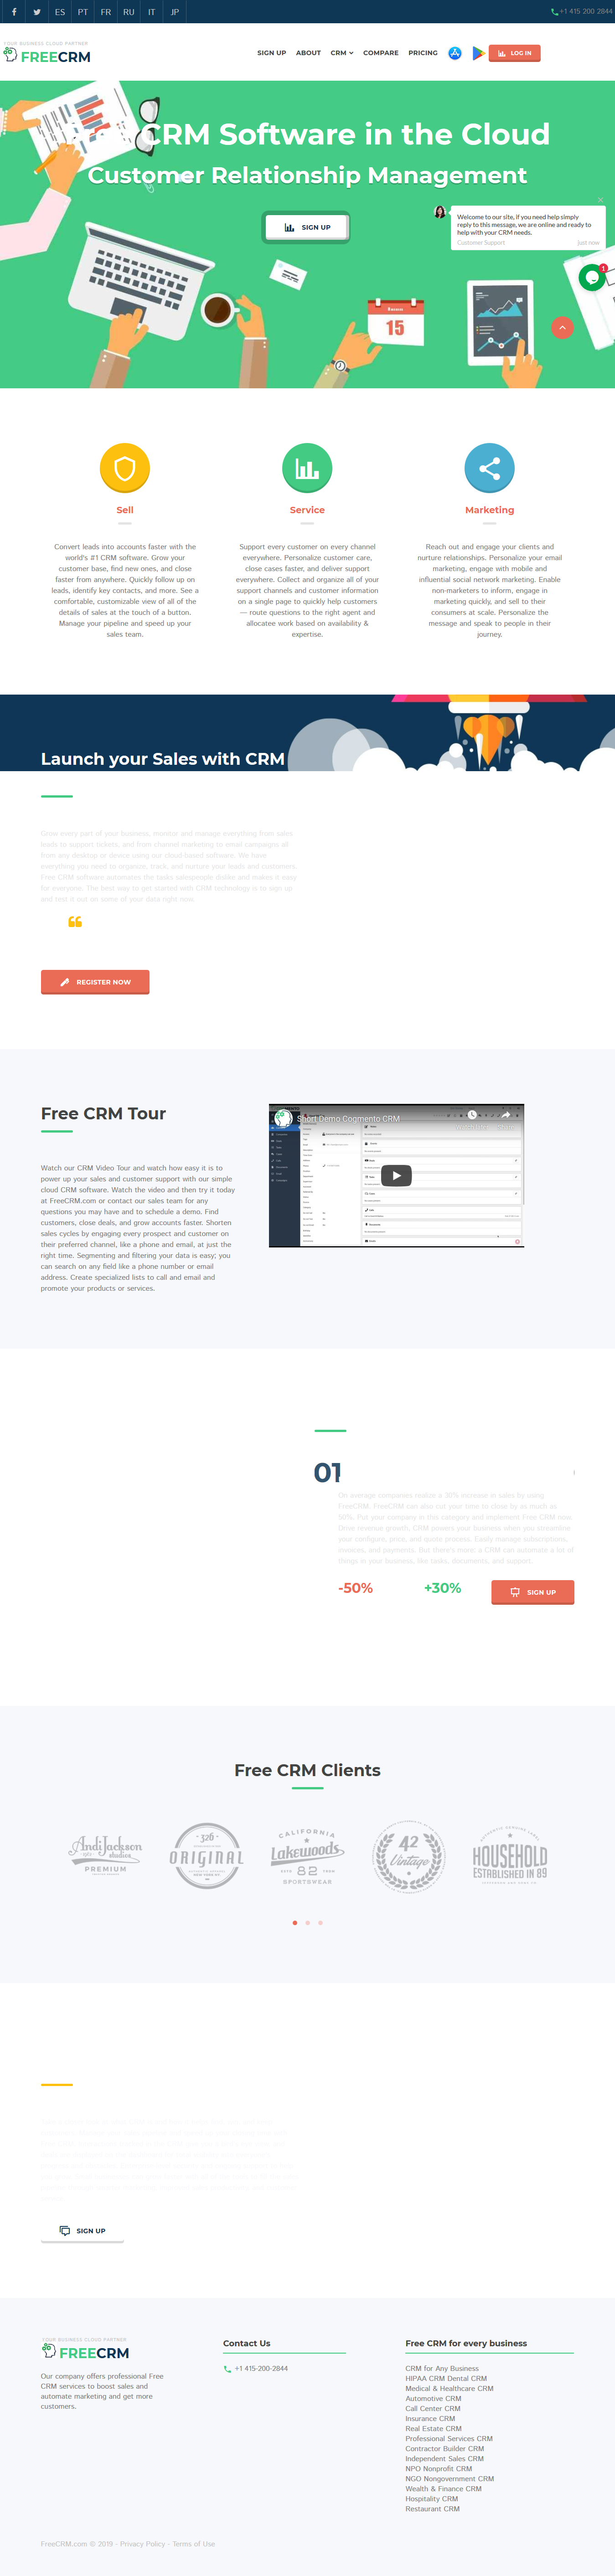 ES PT FR RU IT JP
+1 415 200 2844
YOUR BUSINESS CLOUD PARTNER
FREECRM
SIGN UP ABOUT CRM COMPARE PRICING
LOG IN
CRM Software in the Cloud
Customer Relationship Management
SIGN UP
Welcome to our site, if you need help simply
reply to this message, we are online and ready to
help with your CRM needs.
Customer Support Just now
1
15
Sell
Convert leads into accounts faster with the
world's #1 CRM software. Grow your
customer base, find new ones, and close
faster from anywhere. Quickly follow up on
leads, identify key contacts, and more. See a
comfortable, customizable view of all of the
details of sales at the touch of a button.
Manage your pipeline and speed up your
sales team.
Service
Support every customer on every channel
everywhere. Personalize customer care,
close cases faster, and deliver support
everywhere. Collect and organize all of your
support channels and customer information
on a single page to quickly help customers
— route questions to the right agent and
allocatee work based on availability &
expertise.
Marketing
Reach out and engage your clients and
nurture relationships. Personalize your email
marketing, engage with mobile and
influential social network marketing. Enable
non-marketers to inform, engage in
marketing quickly, and sell to their
consumers at scale. Personalize the
message and speak to people in their
journey.
Launch your Sales with CRM
Grow every part of your business, monitor and manage everything from sales
leads to support tickets, and from channel marketing to email campaigns all
from any desktop or device using our cloud-based software. We have
everything you need to organize, track, and nurture your leads and customers.
Free CRM software automates the tasks salespeople dislike and makes it easy
for everyone. The best way to get started with CRM technology is to sign up
and test it out on some of your data right now.
REGISTER NOW
Free CRM Tour
Watch our CRM Video Tour and watch how easy it is to
power up your sales and customer support with our simple
cloud CRM software. Watch the video and then try it today
at FreeCRM.com or contact our sales team for any
questions you may have and to schedule a demo. Find
customers, close deals, and grow accounts faster. Shorten
sales cycles by engaging every prospect and customer on
their preferred channel, like a phone and email, at just the
right time. Segmenting and filtering your data is easy; you
can search on any field like a phone number or email
address. Create specialized lists to call and email and
promote your products or services.
Short Demo Cogmento CRM
01
On average companies realize a 30% increase in sales by using
FreeCRM. FreeCRM can also cut your time to close by as much as
50%. Put your company in this category and implement Free CRM now.
Drive revenue growth, CRM powers your business when you streamline
your configure, price, and quote process. Easily manage subscriptions,
invoices, and payments. But there's more: a CRM can automate a lot of
things in your business, like tasks, documents, and support.
-50% +30%
SIGN UP
Free CRM Clients
Andi Jackson
studios
PREMIUM
326
ORIGINAL
CALIFORNIA
Lakewoods
ESTD 82
SPORTSWEAR
42
Vintage
HOUSEHOLD
ESTABLISHED IN 89
SIGN UP
YOUR BUSINESS CLOUD PARTNER
FREECRM
Our company offers professional Free
CRM services to boost sales and
automate marketing and get more
customers.
Contact Us
+1 415-200-2844
Free CRM for every business
CRM for Any Business
HIPAA CRM Dental CRM
Medical & Healthcare CRM
Automotive CRM
Call Center CRM
Insurance CRM
Real Estate CRM
Professional Services CRM
Contractor Builder CRM
Independent Sales CRM
NPO Nonprofit CRM
NGO Nongovernment CRM
Wealth & Finance CRM
Hospitality CRM
Restaurant CRM
FreeCRM.com © 2019 - Privacy Policy - Terms of Use